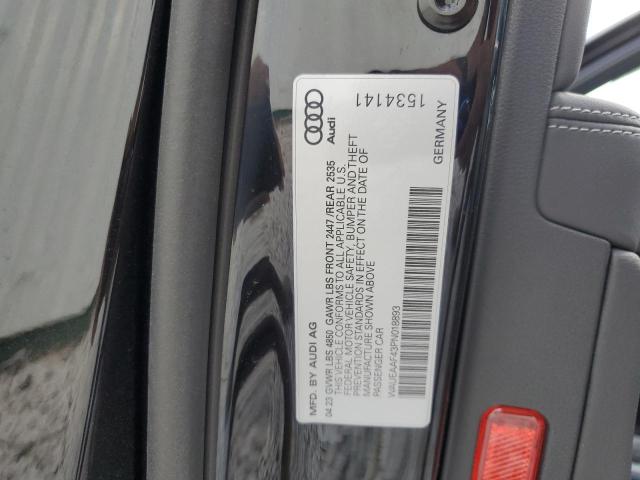 MFD. BY AUDI AG
Audi
04.23 GVWR LBS 4850 GAWR LBS FRONT 2447/REAR 2535
THIS VEHICLE CONFORMS TO ALL APPLICABLE U.S.
FEDERAL MOTOR VEHICLE SAFETY, BUMPER AND THEFT
PREVENTION STANDARDS IN EFFECT ON THE DATE OF
MANUFACTURE SHOWN ABOVE
PASSENGER CAR
1534141
WAUEAAF43PN018893
GERMANY